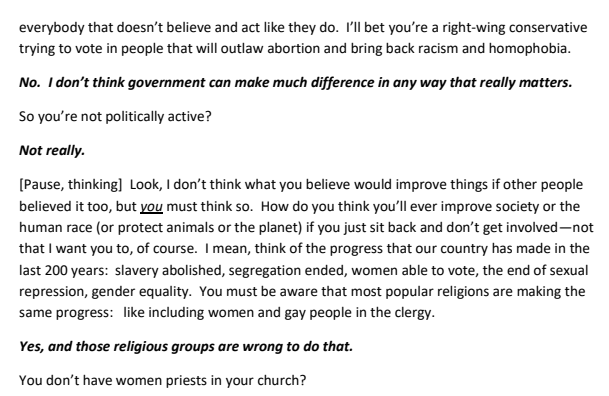 everybody that doesn’t believe and act like they do.  I’ll bet you’re a right-wing conservative
trying to vote in people that will outlaw abortion and bring back racism and homophobia.
No.  I don’t think government can make much difference in any way that really matters.
So you’re not politically active?
Not really.
[Pause, thinking]  Look, I don’t think what you believe would improve things if other people
believed it too, but you must think so.  How do you think you’ll ever improve society or the
human race (or protect animals or the planet) if you just sit back and don’t get involved—not
that I want you to, of course.  I mean, think of the progress that our country has made in the
last 200 years:  slavery abolished, segregation ended, women able to vote, the end of sexual
repression, gender equality.  You must be aware that most popular religions are making the
same progress:   like including women and gay people in the clergy.
Yes, and those religious groups are wrong to do that.
You don’t have women priests in your church?